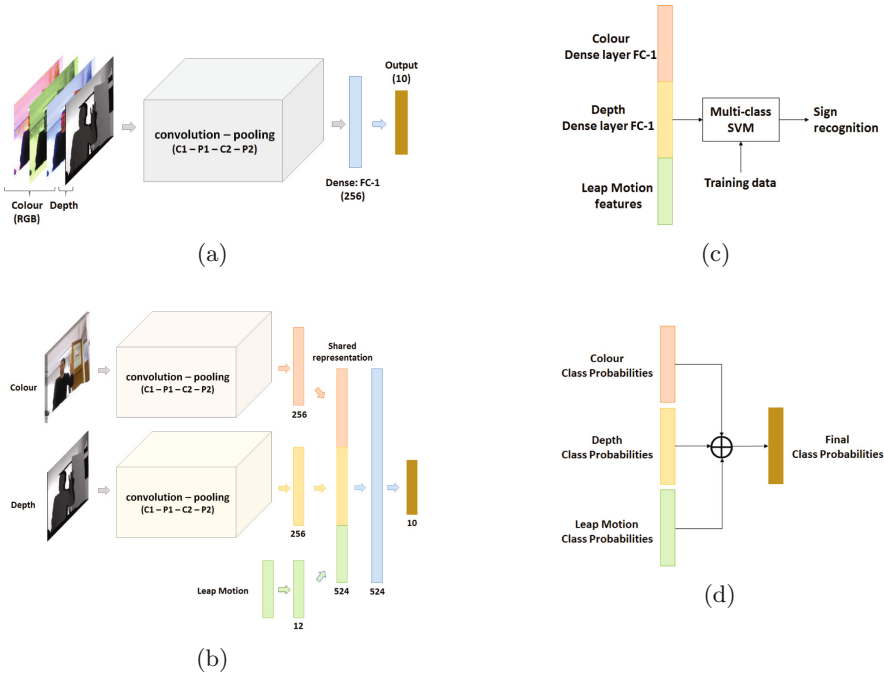 Output
(10)
convolution – pooling
(C1 – P1 – C2 – P2)
Dense: FC-1
(256)
Colour
(RGB)
Depth
(a)
Colour
Dense layer FC-1
Depth
Dense layer FC-1
Multi-class
SVM
Sign
recognition
Leap Motion
features
Training data
(c)
Shared
representation
Colour
convolution – pooling
(C1 – P1 – C2 – P2)
256
Depth
convolution – pooling
(C1 – P1 – C2 – P2)
256
10
Leap Motion
12
524
524
(b)
Colour
Class Probabilities
Depth
Class Probabilities
Final
Class Probabilities
Leap Motion
Class Probabilities
(d)